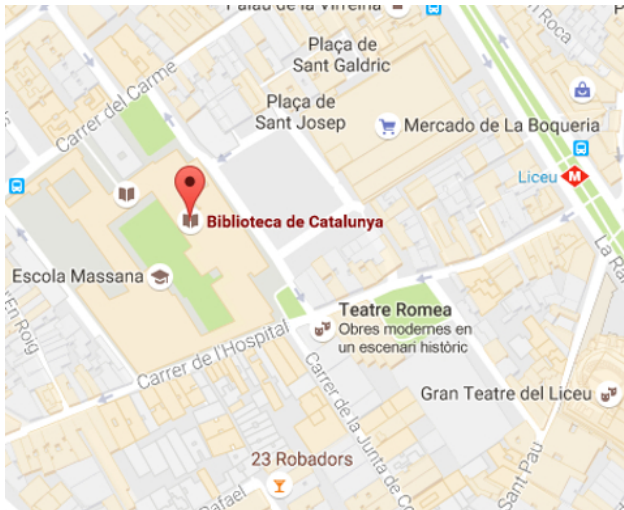 Palau de la Virreina
en Roca
Plaça de
Sant Galdric
Carrer del Carme
Plaça de
Sant Josep
Mercado de La Boqueria
Liceu
M
Biblioteca de Catalunya
La Ra
Escola Massana
Teatre Romea
Obres modernes en
un escenari històric
En Roig
Carrer de l'Hospital
Carrer de la Junta de Co
Gran Teatre del Liceu
23 Robadors
Rafael
Sant Pau